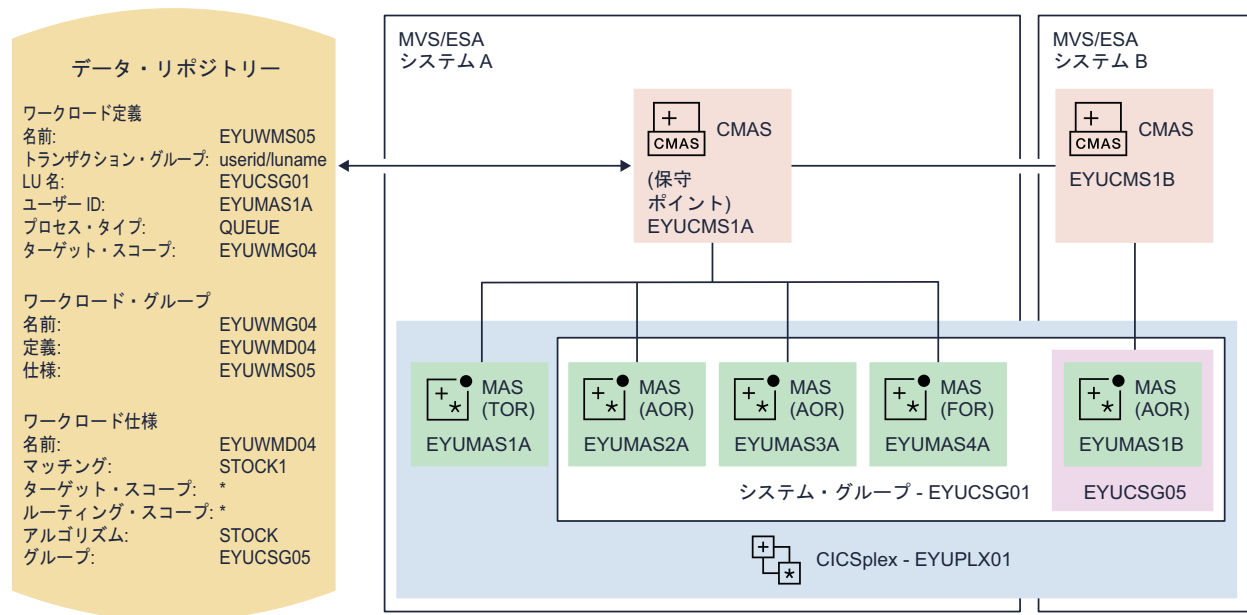 データ・リポジトリー
ワークロード定義
名前: EYUWMS05
トランザクション・グループ: userid/luname
LU 名: EYUCSG01
ユーザー ID: EYUMAS1A
プロセス・タイプ: QUEUE
ターゲット・スコープ: EYUWMG04
ワークロード・グループ
名前: EYUWMG04
定義: EYUWMD04
仕様: EYUWMS05
ワークロード仕様
名前: EYUWMD04
マッチング: STOCK1
ターゲット・スコープ: *
ルーティング・スコープ: *
アルゴリズム: STOCK
グループ: EYUCSG05
MVS/ESA
システム A
+
CMAS
CMAS
(保守
ポイント)
EYUCMS1A
MVS/ESA
システム B
+
CMAS
CMAS
EYUCMS1B
+
*
MAS
(TOR)
EYUMAS1A
+
*
MAS
(AOR)
EYUMAS2A
+
*
MAS
(AOR)
EYUMAS3A
+
*
MAS
(FOR)
EYUMAS4A
+
*
MAS
(AOR)
EYUMAS1B
システム・グループ - EYUCSG01
EYUCSG05
+
*
CICSplex - EYUPLX01